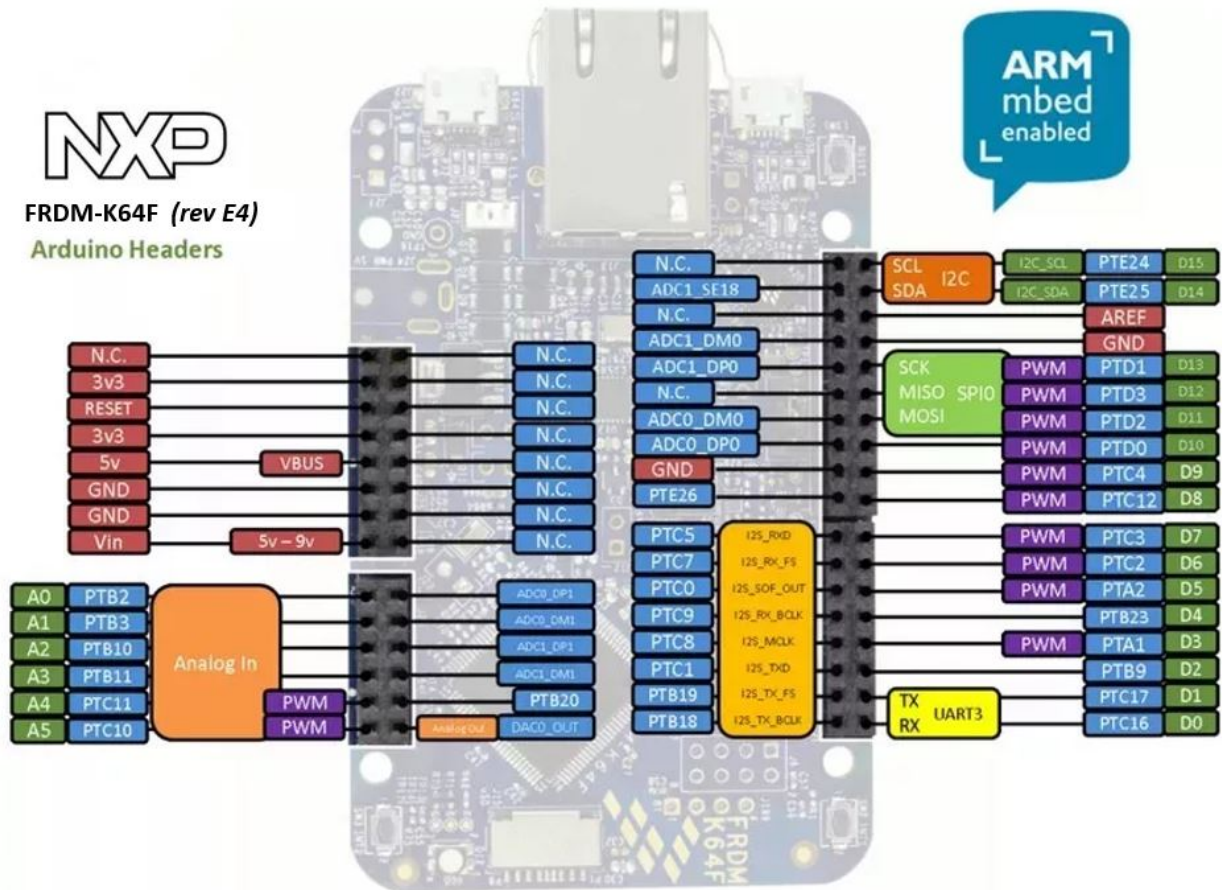 NXP
FRDM-K64F (rev E4)
Arduino Headers
ARM
mbed
enabled
N.C. N.C.
3v3 N.C.
RESET N.C.
3v3 N.C.
5v VBUS N.C.
GND N.C.
GND N.C.
Vin 5v – 9v N.C.
A0 PTB2 ADC0_DP1
A1 PTB3 ADC0_DM1
A2 PTB10 Analog In ADC1_DP1
A3 PTB11 ADC1_DM1
A4 PTC11 PWM PTB20
A5 PTC10 PWM Analog Out DAC0_OUT
N.C. SCL I2C I2C_SCL PTE24 D15
ADC1_SE18 SDA I2C_SDA PTE25 D14
N.C. AREF
ADC1_DM0 GND
ADC1_DP0 SCK PWM PTD1 D13
N.C. MISO SPI0 PWM PTD3 D12
ADC0_DM0 MOSI PWM PTD2 D11
ADC0_DP0 PWM PTD0 D10
GND PWM PTC4 D9
PTE26 PWM PTC12 D8
PTC5 I2S_RXD PWM PTC3 D7
PTC7 I2S_RX_FS PWM PTC2 D6
PTC0 I2S_SOF_OUT PWM PTA2 D5
PTC9 I2S_RX_BCLK PTB23 D4
PTC8 I2S_MCLK PWM PTA1 D3
PTC1 I2S_TXD PTB9 D2
PTB19 I2S_TX_FS TX UART3 PTC17 D1
PTB18 I2S_TX_BCLK RX PTC16 D0
K64F
FRDM
K64F